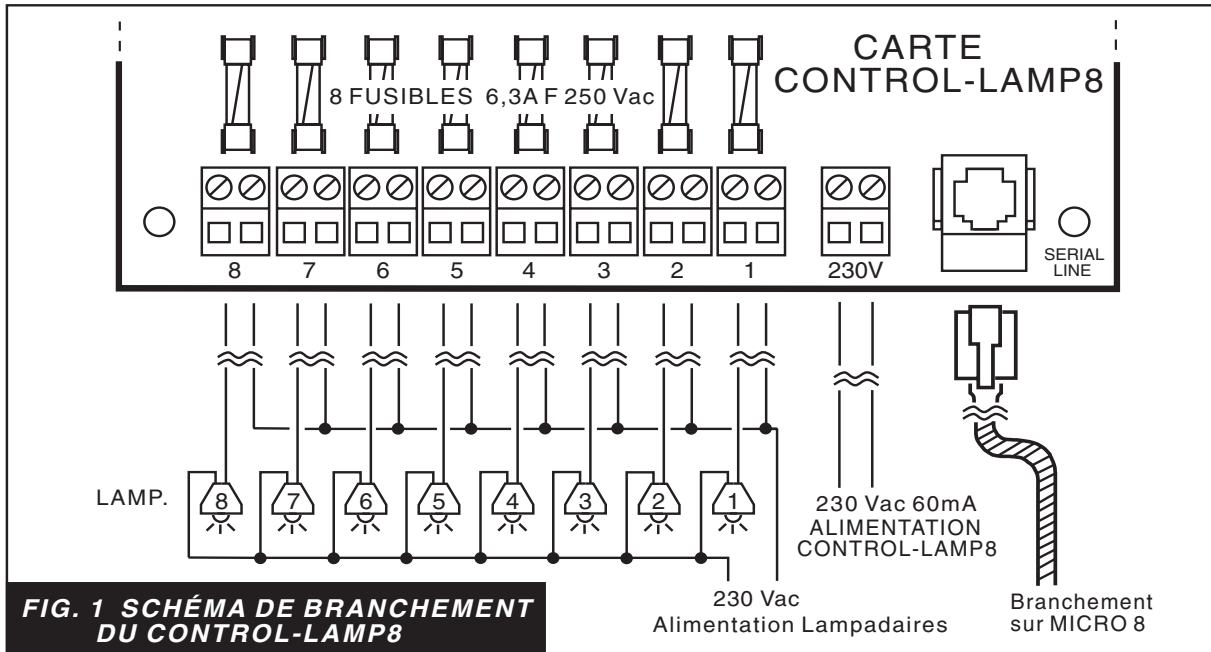 CARTE
CONTROL-LAMP8
8 FUSIBLES 6,3A F 250 Vac
8 7 6 5 4 3 2 1 230V
SERIAL
LINE
LAMP.
8 7 6 5 4 3 2 1
230 Vac 60mA
ALIMENTATION
CONTROL-LAMP8
230 Vac
Alimentation Lampadaires
Branchement
sur MICRO 8
FIG. 1 SCHÉMA DE BRANCHEMENT
DU CONTROL-LAMP8